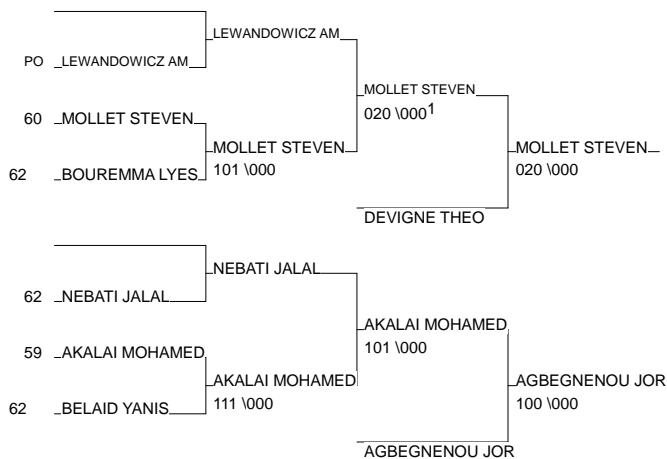 LEWANDOWICZ AM
PO LEWANDOWICZ AM
MOLLET STEVEN
020 \000 1
60 MOLLET STEVEN
MOLLET STEVEN
101 \000
MOLLET STEVEN
020 \000
62 BOUREMMA LYES
DEVIGNE THEO
NEBATI JALAL
62 NEBATI JALAL
AKALAI MOHAMED
101 \000
59 AKALAI MOHAMED
AKALAI MOHAMED
111 \000
AGBEGNENOU JOR
100 \000
62 BELAID YANIS
AGBEGNENOU JOR